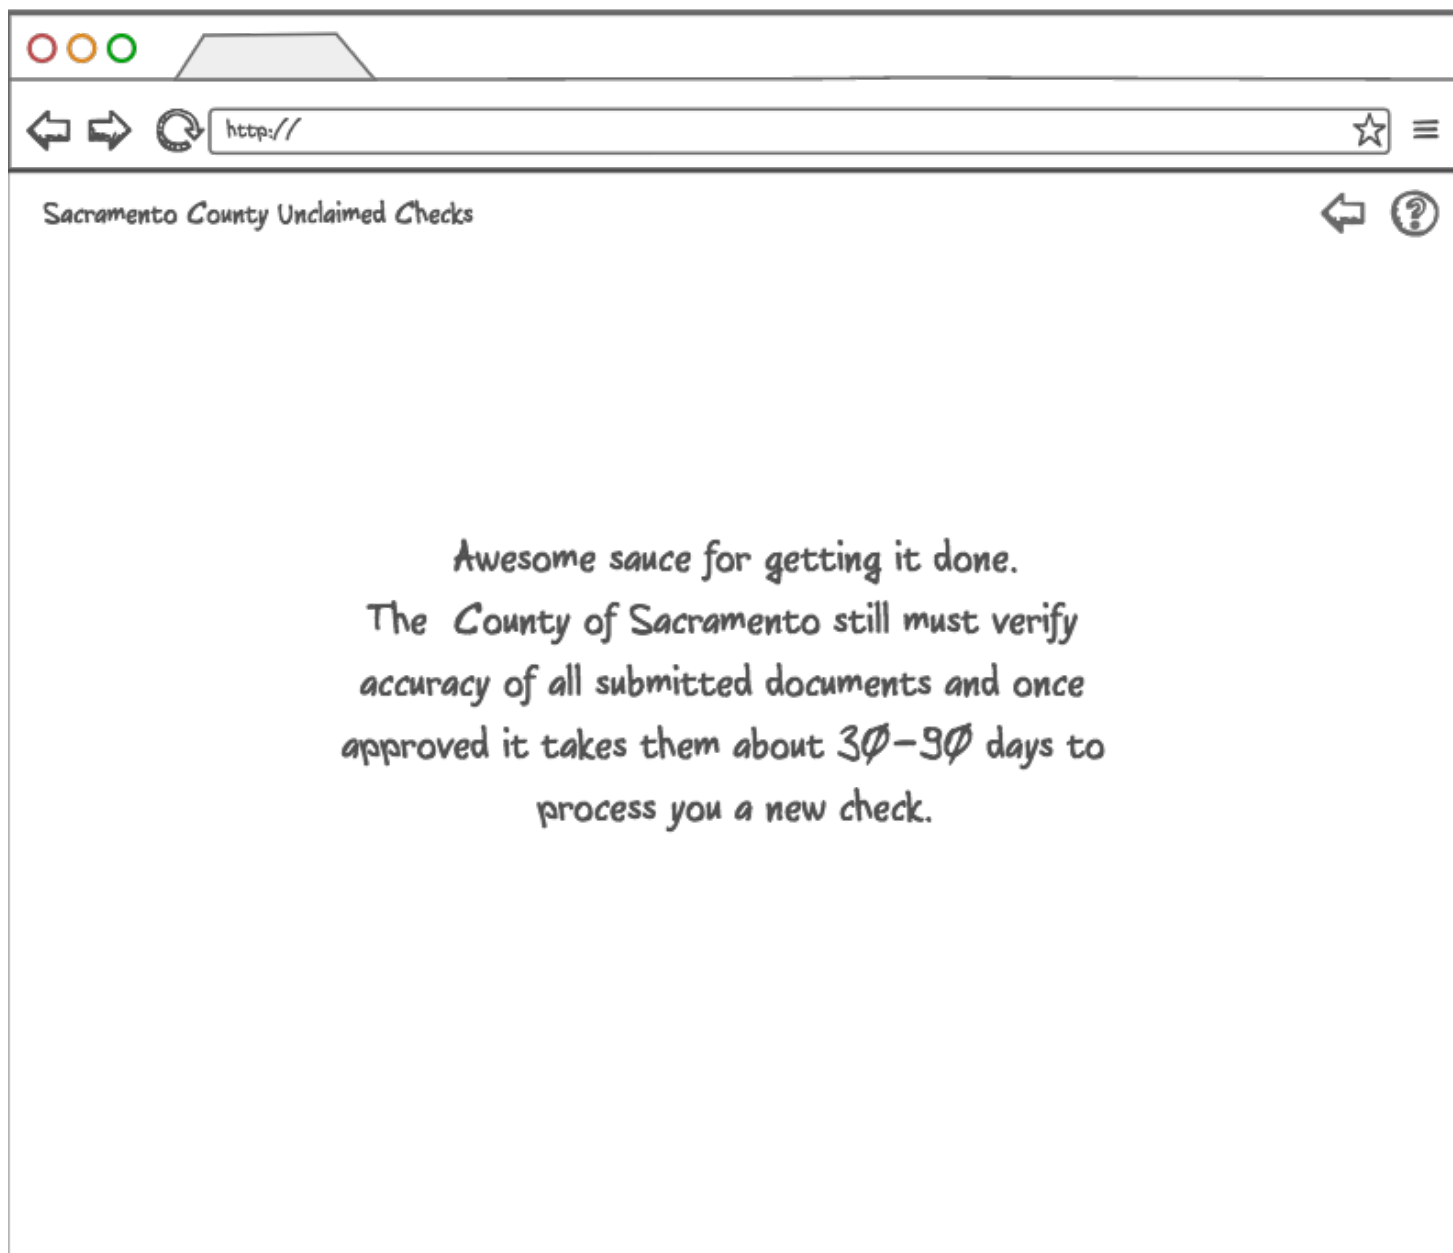 http://
Sacramento County Unclaimed Checks
Awesome sauce for getting it done.
The County of Sacramento still must verify
accuracy of all submitted documents and once
approved it takes them about 30-90 days to
process you a new check.